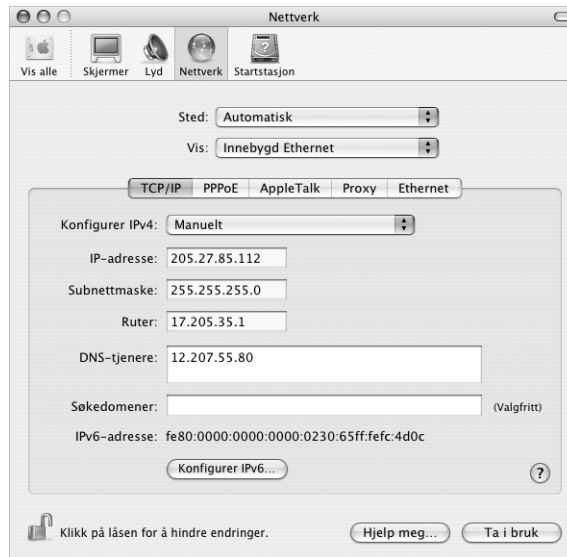 Nettverk
Vis alle Skjermer Lyd Nettverk Startstasjon
Sted: Automatisk
Vis: Innebygd Ethernet
TCP/IP PPPoE AppleTalk Proxy Ethernet
Konfigurer IPv4: Manuelt
IP-adresse: 205.27.85.112
Subnettmaske: 255.255.255.0
Ruter: 17.205.35.1
DNS-tjenere: 12.207.55.80
Søkedomener: (Valgfritt)
IPv6-adresse: fe80:0000:0000:0000:0230:65ff:fefc:4d0c
Konfigurer IPv6... ?
Klikk på låsen for å hindre endringer. Hjelp meg... Ta i bruk